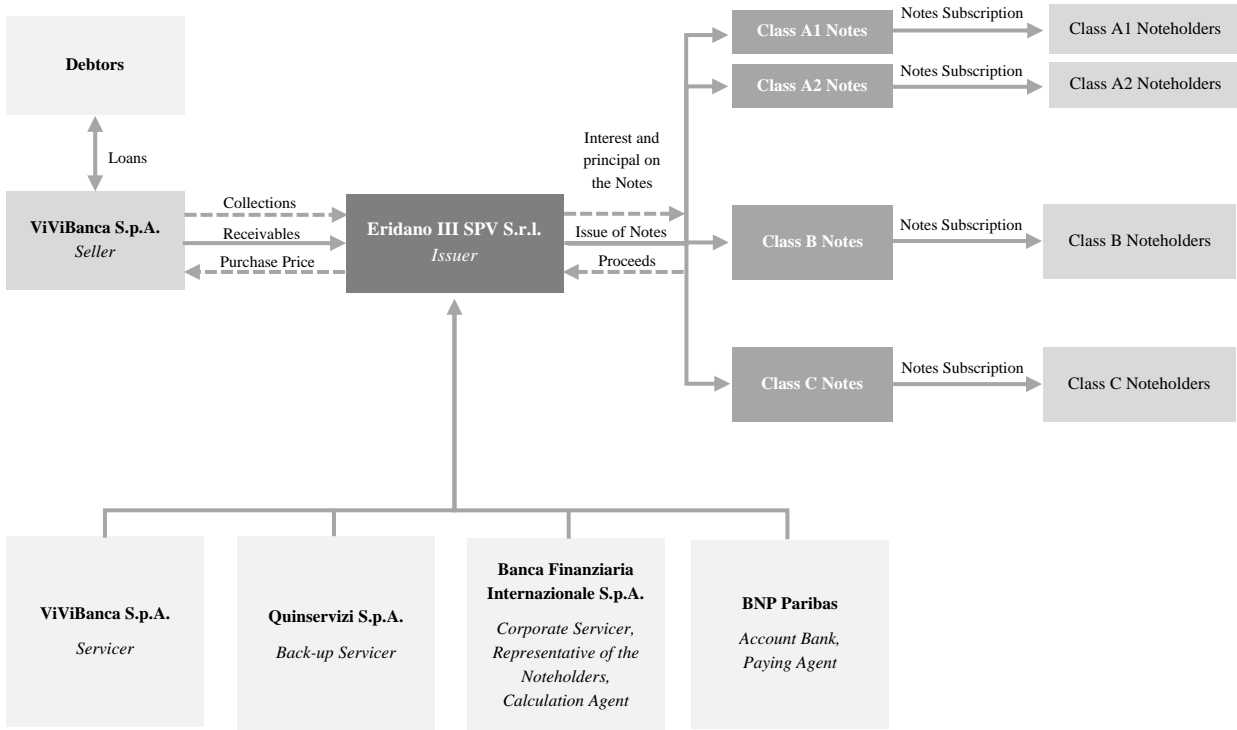 Debtors
Loans
ViViBanca S.p.A.
Seller
Collections
Receivables
Purchase Price
Eridano III SPV S.r.l.
Issuer
Interest and
principal on
the Notes
Issue of Notes
Proceeds
Class A1 Notes
Notes Subscription
Class A1 Noteholders
Class A2 Notes
Notes Subscription
Class A2 Noteholders
Class B Notes
Notes Subscription
Class B Noteholders
Class C Notes
Notes Subscription
Class C Noteholders
ViViBanca S.p.A.
Servicer
Quinservizi S.p.A.
Back-up Servicer
Banca Finanziaria
Internazionale S.p.A.
Corporate Servicer,
Representative of the
Noteholders,
Calculation Agent
BNP Paribas
Account Bank,
Paying Agent